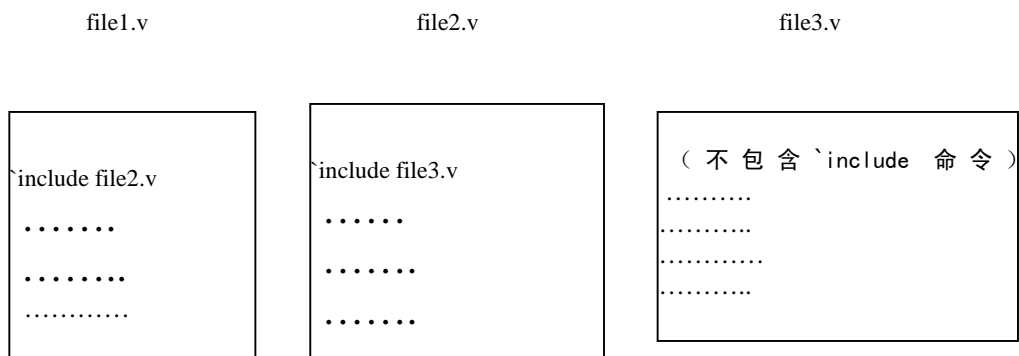 file1.v
file2.v
file3.v
`include file2.v
·······
········
…………
`include file3.v
······
·······
·······
（ 不 包 含 `include 命 令 ）
……….
………..
…………
………..